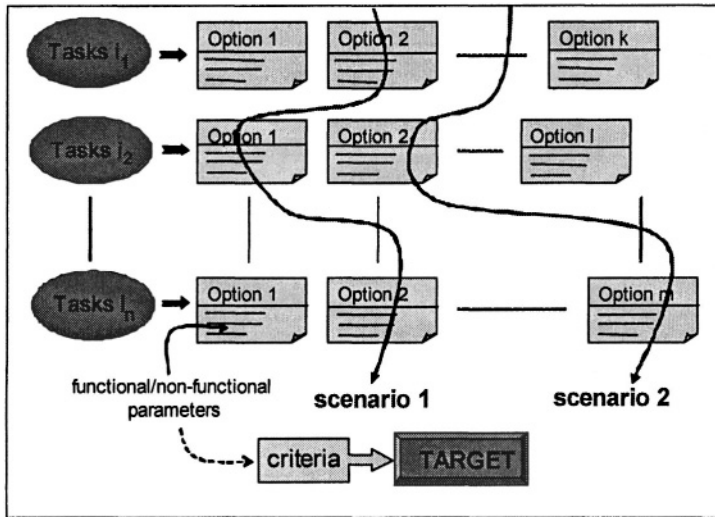 Tasks I1
Option 1
Option 2
Option k
Tasks I2
Option 1
Option 2
Option l
Tasks In
Option 1
Option 2
Option m
functional/non-functional
parameters
scenario 1
scenario 2
criteria
TARGET